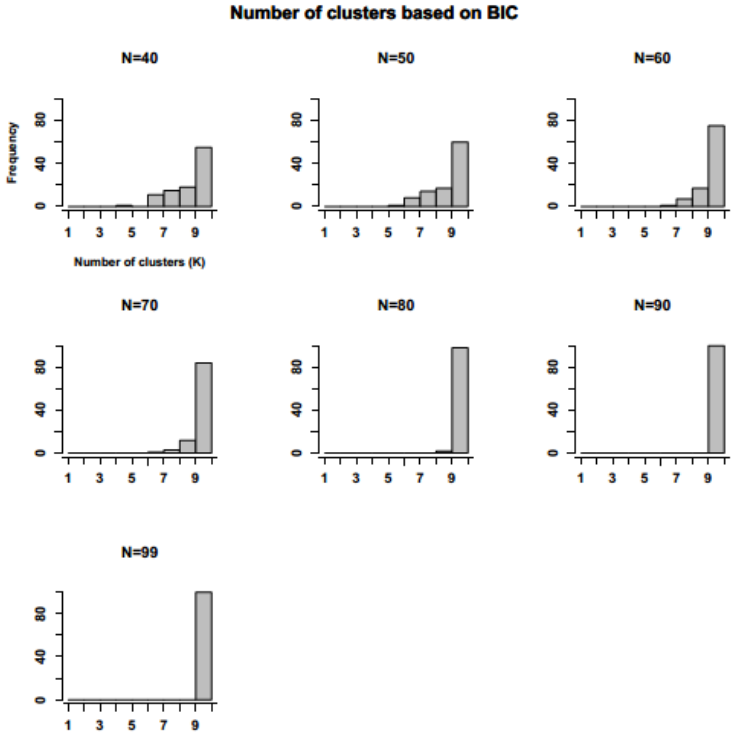 Number of clusters based on BIC
N=40
N=50
N=60
Frequency
0 40 80
0 40 80
0 40 80
1 3 5 7 9
1 3 5 7 9
1 3 5 7 9
Number of clusters (K)
N=70
N=80
N=90
0 40 80
0 40 80
0 40 80
1 3 5 7 9
1 3 5 7 9
1 3 5 7 9
N=99
0 40 80
1 3 5 7 9